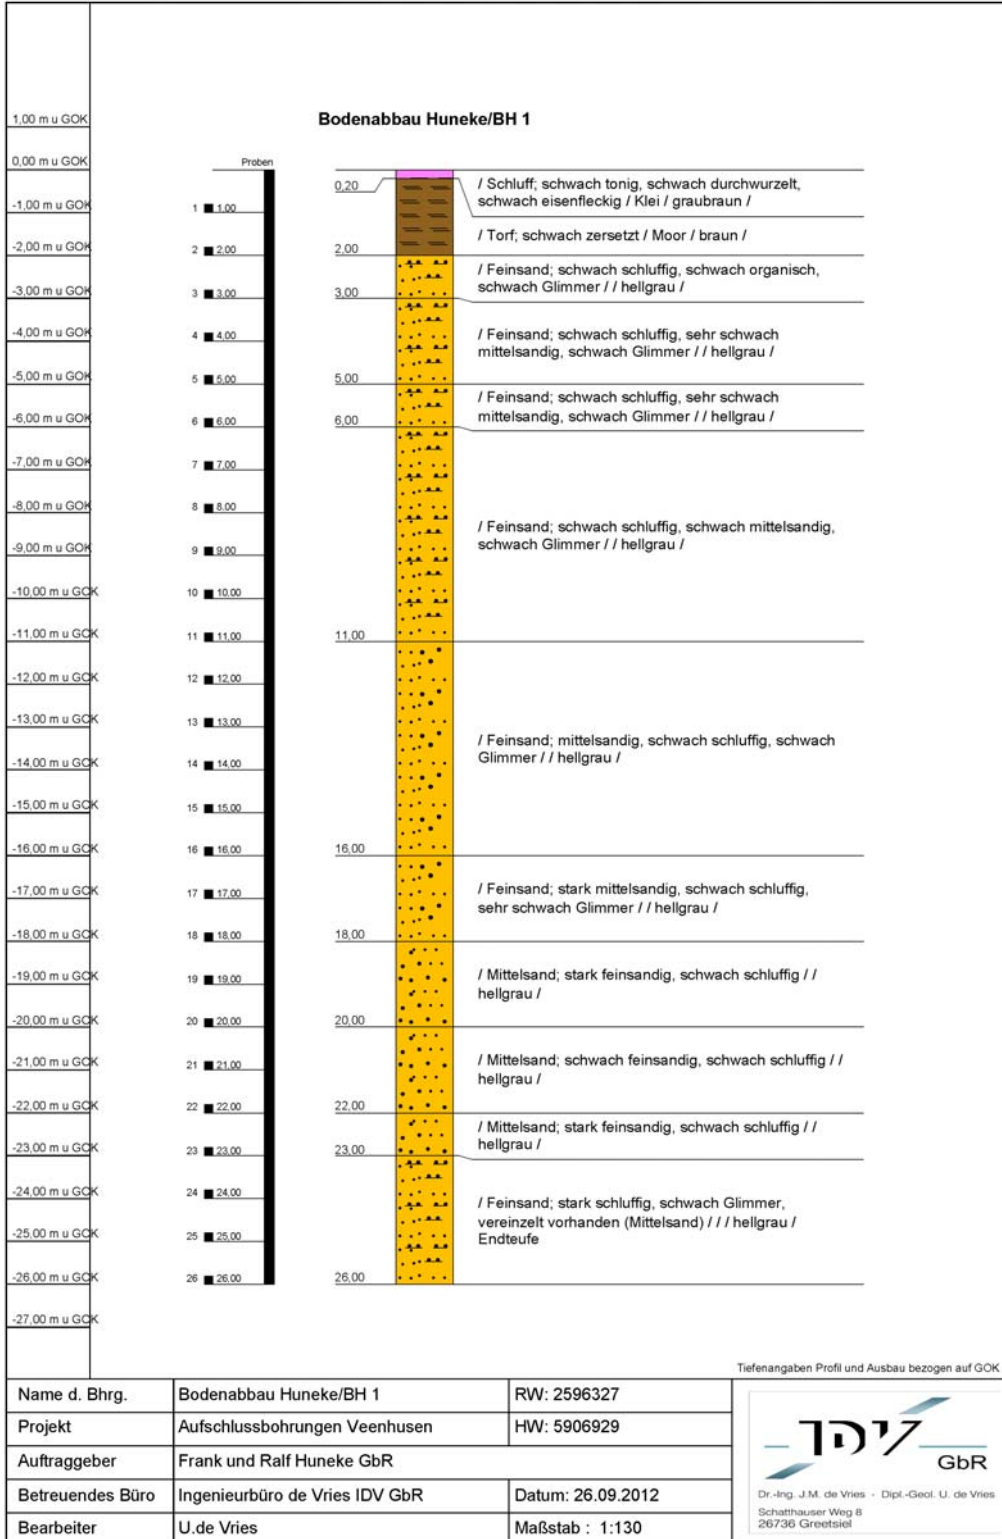 Bodenabbau Huneke/BH 1
1,00 m u GOK
0,00 m u GOK
-1,00 m u GOK
-2,00 m u GOK
-3,00 m u GOK
-4,00 m u GOK
-5,00 m u GOK
-6,00 m u GOK
-7,00 m u GOK
-8,00 m u GOK
-9,00 m u GOK
-10,00 m u GOK
-11,00 m u GOK
-12,00 m u GOK
-13,00 m u GOK
-14,00 m u GOK
-15,00 m u GOK
-16,00 m u GOK
-17,00 m u GOK
-18,00 m u GOK
-19,00 m u GOK
-20,00 m u GOK
-21,00 m u GOK
-22,00 m u GOK
-23,00 m u GOK
-24,00 m u GOK
-25,00 m u GOK
-26,00 m u GOK
-27,00 m u GOK
Proben
1 1,00
2 2,00
3 3,00
4 4,00
5 5,00
6 6,00
7 7,00
8 8,00
9 9,00
10 10,00
11 11,00
12 12,00
13 13,00
14 14,00
15 15,00
16 16,00
17 17,00
18 18,00
19 19,00
20 20,00
21 21,00
22 22,00
23 23,00
24 24,00
25 25,00
26 26,00
0,20
/ Schluff; schwach tonig, schwach durchwurzelt,
schwach eisenfleckig / Klei / graubraun /
/ Torf; schwach zersetzt / Moor / braun /
2,00
/ Feinsand; schwach schluffig, schwach organisch,
schwach Glimmer / / hellgrau /
3,00
/ Feinsand; schwach schluffig, sehr schwach
mittelsandig, schwach Glimmer / / hellgrau /
5,00
/ Feinsand; schwach schluffig, sehr schwach
mittelsandig, schwach Glimmer / / hellgrau /
6,00
/ Feinsand; schwach schluffig, schwach mittelsandig,
schwach Glimmer / / hellgrau /
11,00
/ Feinsand; mittelsandig, schwach schluffig, schwach
Glimmer / / hellgrau /
16,00
/ Feinsand; stark mittelsandig, schwach schluffig,
sehr schwach Glimmer / / hellgrau /
18,00
/ Mittelsand; stark feinsandig, schwach schluffig / /
hellgrau /
20,00
/ Mittelsand; schwach feinsandig, schwach schluffig / /
hellgrau /
22,00
/ Mittelsand; stark feinsandig, schwach schluffig / /
hellgrau /
23,00
/ Feinsand; stark schluffig, schwach Glimmer,
vereinzelt vorhanden (Mittelsand) / / / hellgrau /
Endteufe
26,00
Tiefenangaben Profil und Ausbau bezogen auf GOK
Name d. Bhrg. Bodenabbau Huneke/BH 1 RW: 2596327
Projekt Aufschlussbohrungen Veenhusen HW: 5906929
Auftraggeber Frank und Ralf Huneke GbR
Betreuendes Büro Ingenieurbüro de Vries IDV GbR Datum: 26.09.2012
Bearbeiter U.de Vries Maßstab : 1:130
IDV
GbR
Dr.-Ing. J.M. de Vries - Dipl.-Geol. U. de Vries
Schatthauser Weg 8
26736 Greetsiel